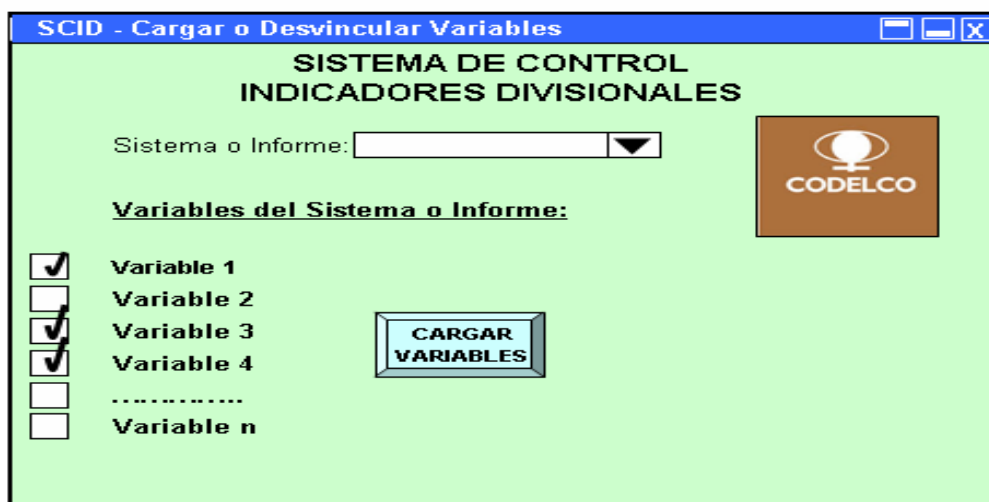 SCID - Cargar o Desvincular Variables
SISTEMA DE CONTROL
INDICADORES DIVISIONALES
Sistema o Informe:
CODELCO
Variables del Sistema o Informe:
Variable 1
Variable 2
Variable 3
Variable 4
..............
Variable n
CARGAR
VARIABLES